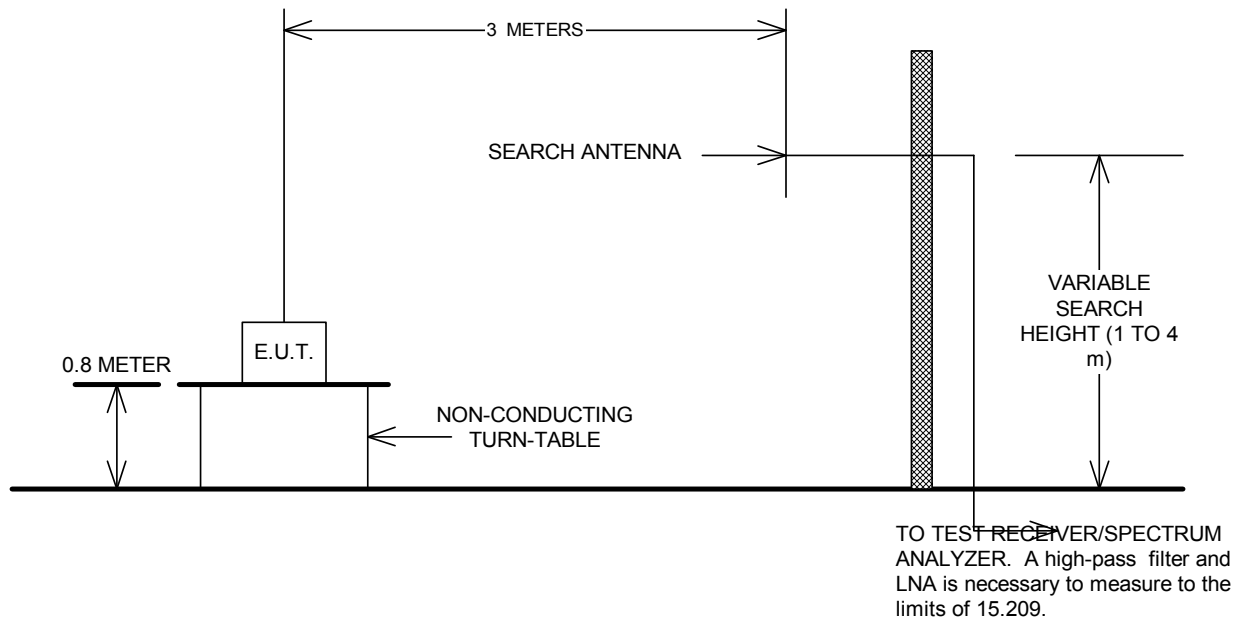 3 METERS
SEARCH ANTENNA
VARIABLE
SEARCH
HEIGHT (1 TO 4
m)
E.U.T.
0.8 METER
NON-CONDUCTING
TURN-TABLE
TO TEST RECEIVER/SPECTRUM
ANALYZER. A high-pass filter and
LNA is necessary to measure to the
limits of 15.209.